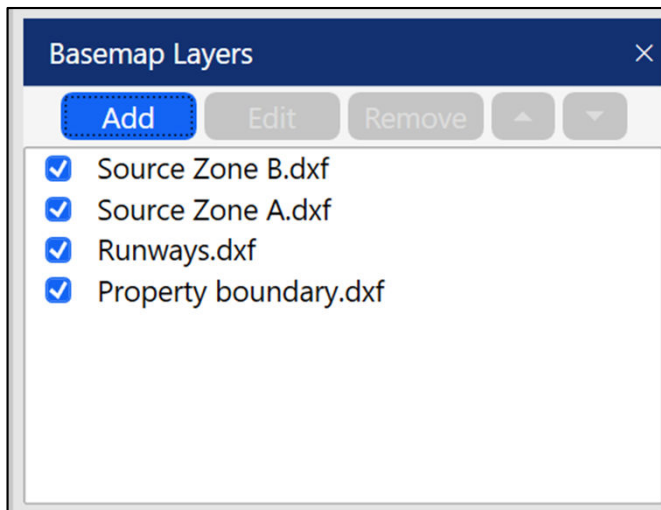 Basemap Layers
Add Edit Remove
Source Zone B.dxf
Source Zone A.dxf
Runways.dxf
Property boundary.dxf